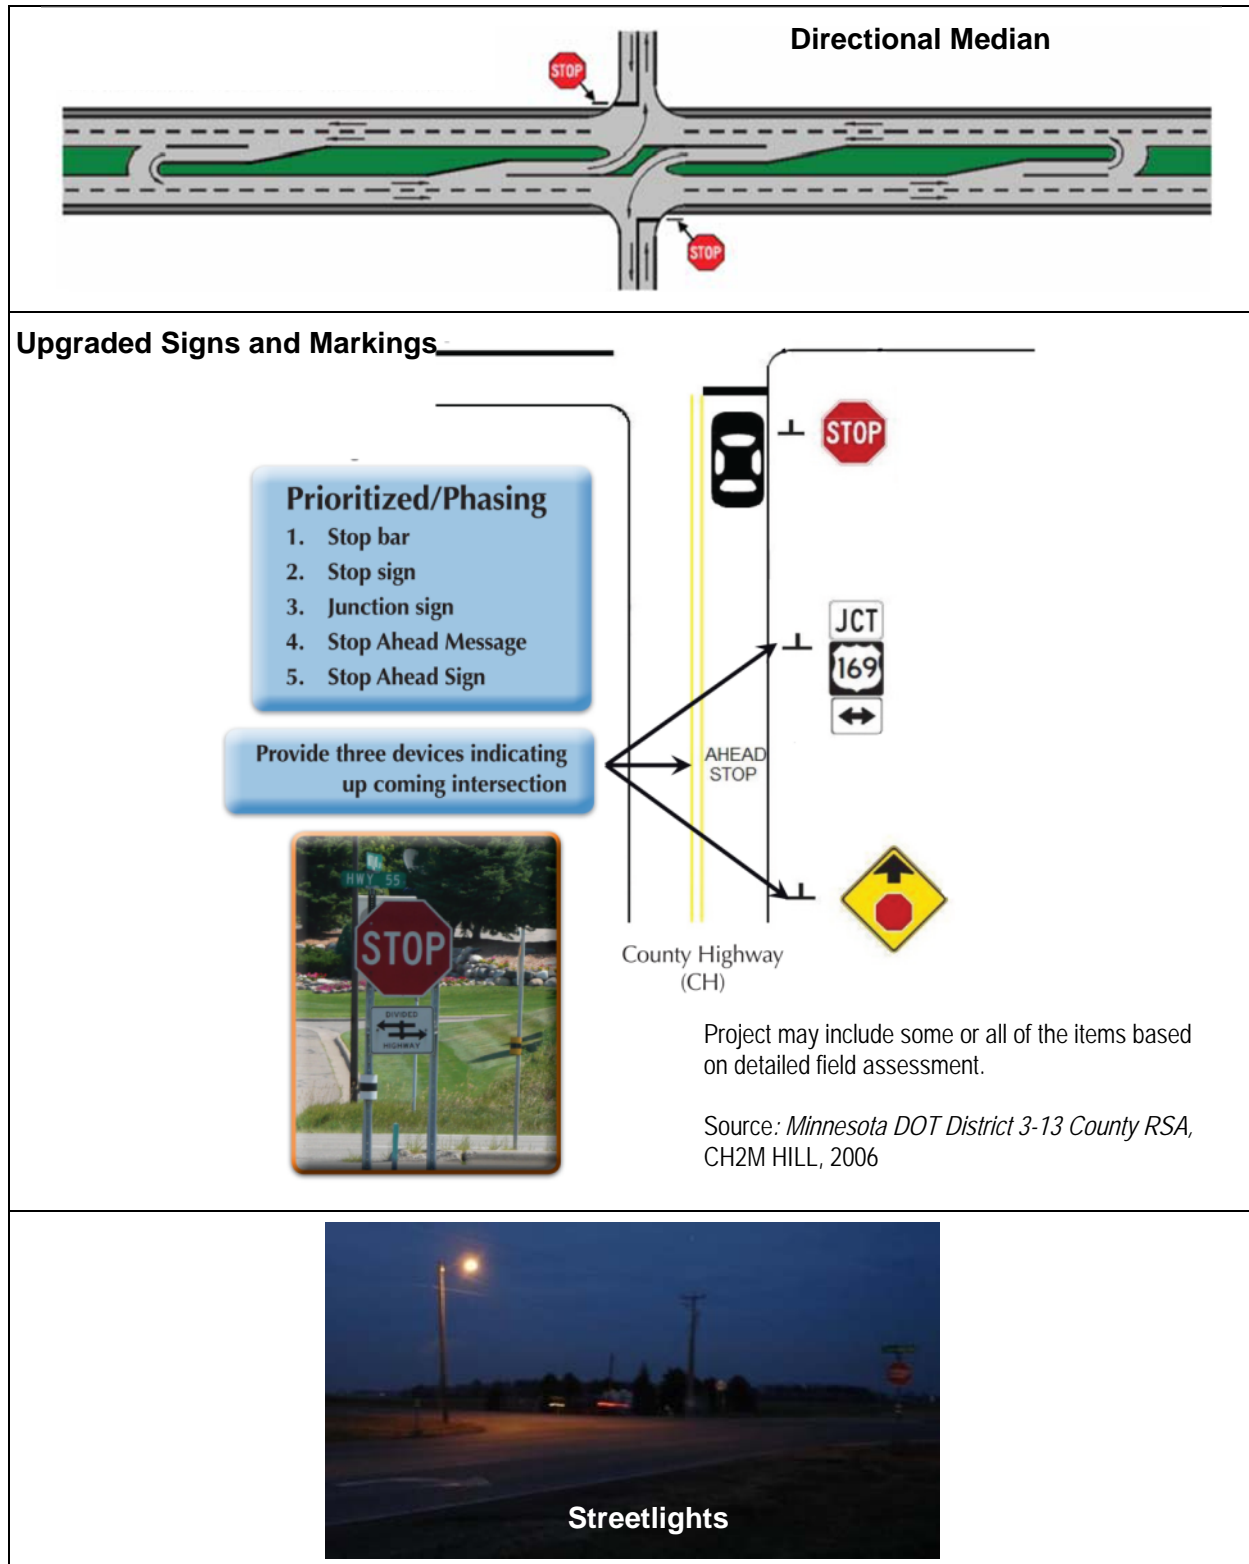 Directional Median
STOP
STOP
Upgraded Signs and Markings
STOP
Prioritized/Phasing
1. Stop bar
2. Stop sign
3. Junction sign
4. Stop Ahead Message
5. Stop Ahead Sign
JCT
169
Provide three devices indicating
up coming intersection
AHEAD
STOP
HWY 55
STOP
DIVIDED
HIGHWAY
County Highway
(CH)
Project may include some or all of the items based
on detailed field assessment.
Source: Minnesota DOT District 3-13 County RSA,
CH2M HILL, 2006
Streetlights